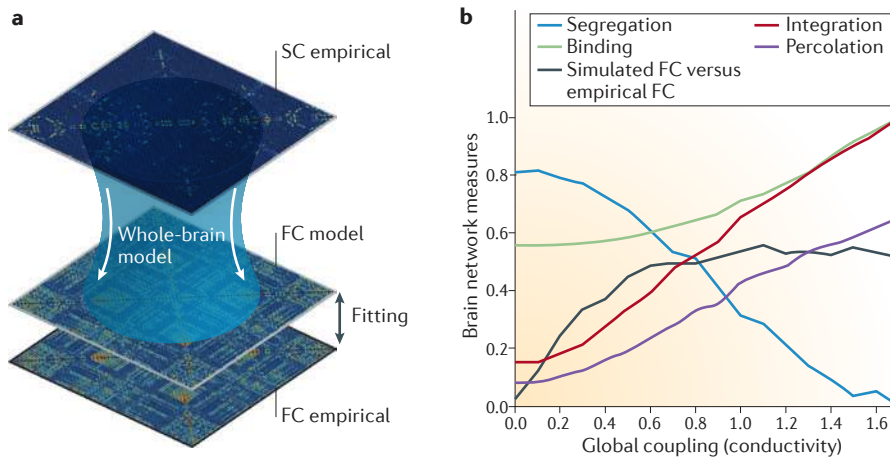 a
SC empirical
Whole-brain
model
FC model
Fitting
FC empirical
b
Segregation
Integration
Binding
Percolation
Simulated FC versus
empirical FC
Brain network measures
1.0
0.8
0.6
0.4
0.2
0.0
0.0 0.2 0.4 0.6 0.8 1.0 1.2 1.4 1.6
Global coupling (conductivity)